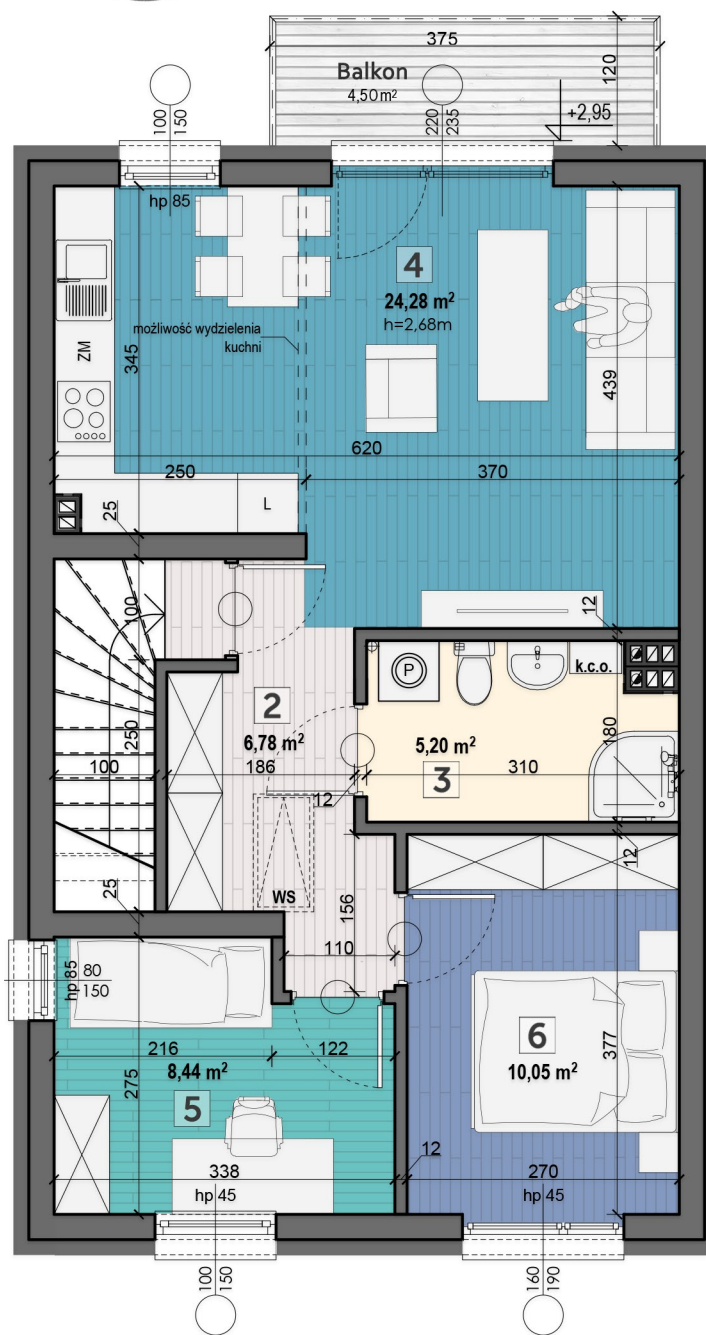 375
Balkon
4,50 m²
120
+2,95
100
150
220
235
hp 85
4
24,28 m²
h=2,68m
możliwość wydzielenia
kuchni
ZM
345
439
620
250
370
L
25
100
12
P
k.c.o.
2
6,78 m²
5,20 m²
3
180
250
100
186
310
12
12
WS
156
25
110
hp 85
80
150
6
10,05 m²
377
216
122
8,44 m²
5
275
338
12
270
hp 45
hp 45
100
150
160
190